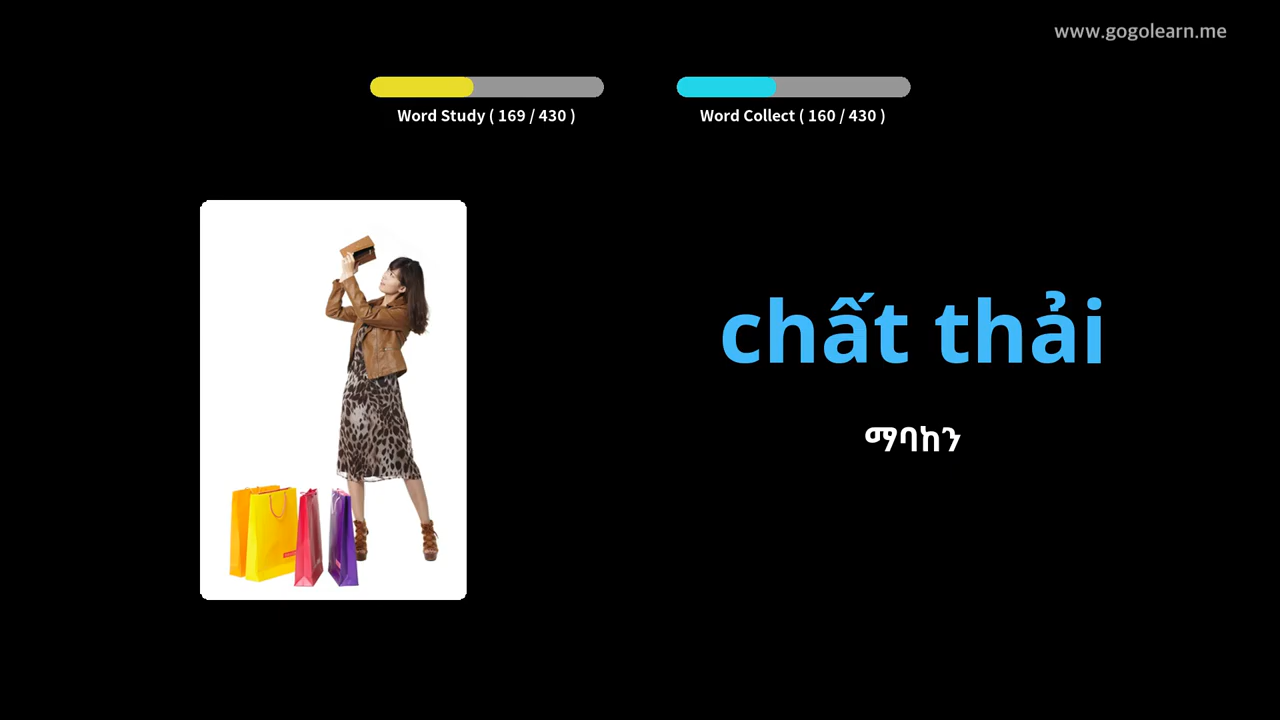 www.gogolearn.me
Word Study ( 169 / 430 )
Word Collect ( 160 / 430 )
chất thải
ማባከን